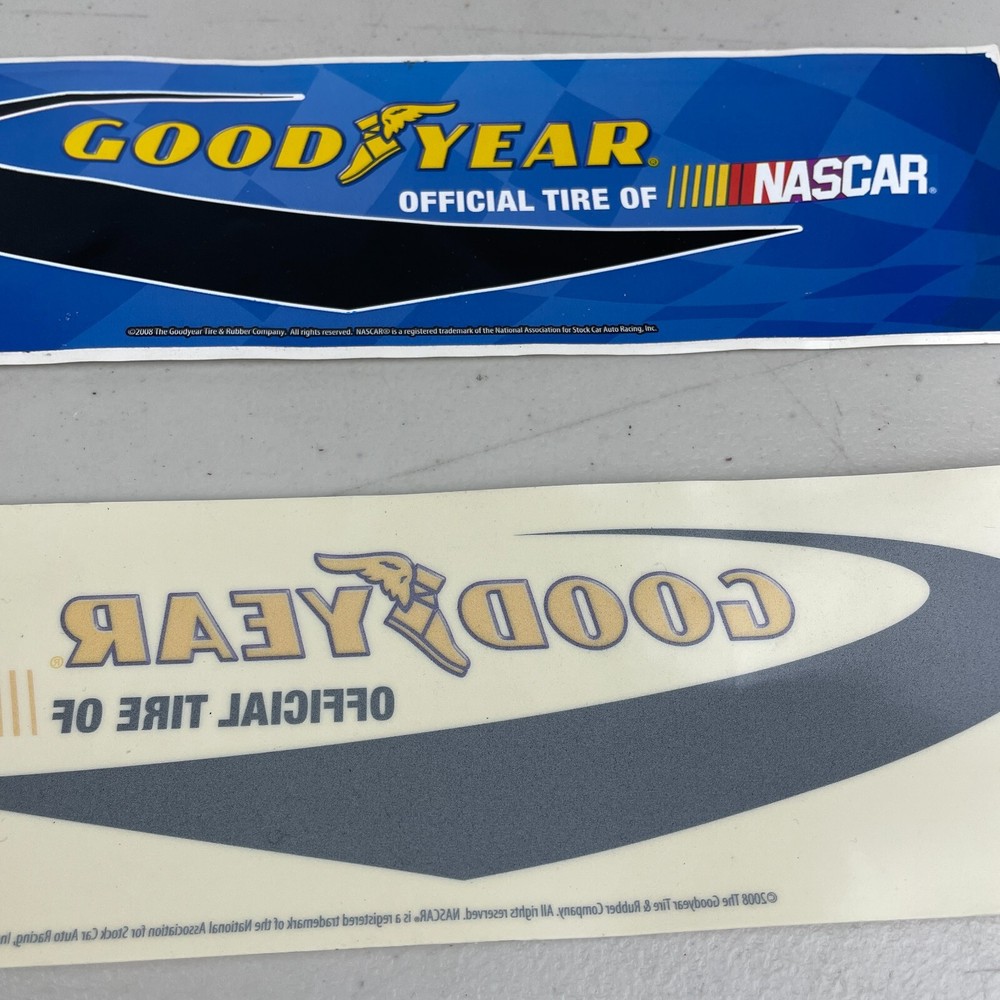 GOODYEAR®
OFFICIAL TIRE OF NASCAR®
©2008 The Goodyear Tire & Rubber Company. All rights reserved. NASCAR® is a registered trademark of the National Association for Stock Car Auto Racing, Inc.
GOODYEAR®
OFFICIAL TIRE OF
©2008 The Goodyear Tire & Rubber Company. All rights reserved. NASCAR® is a registered trademark of the National Association for Stock Car Auto Racing, In